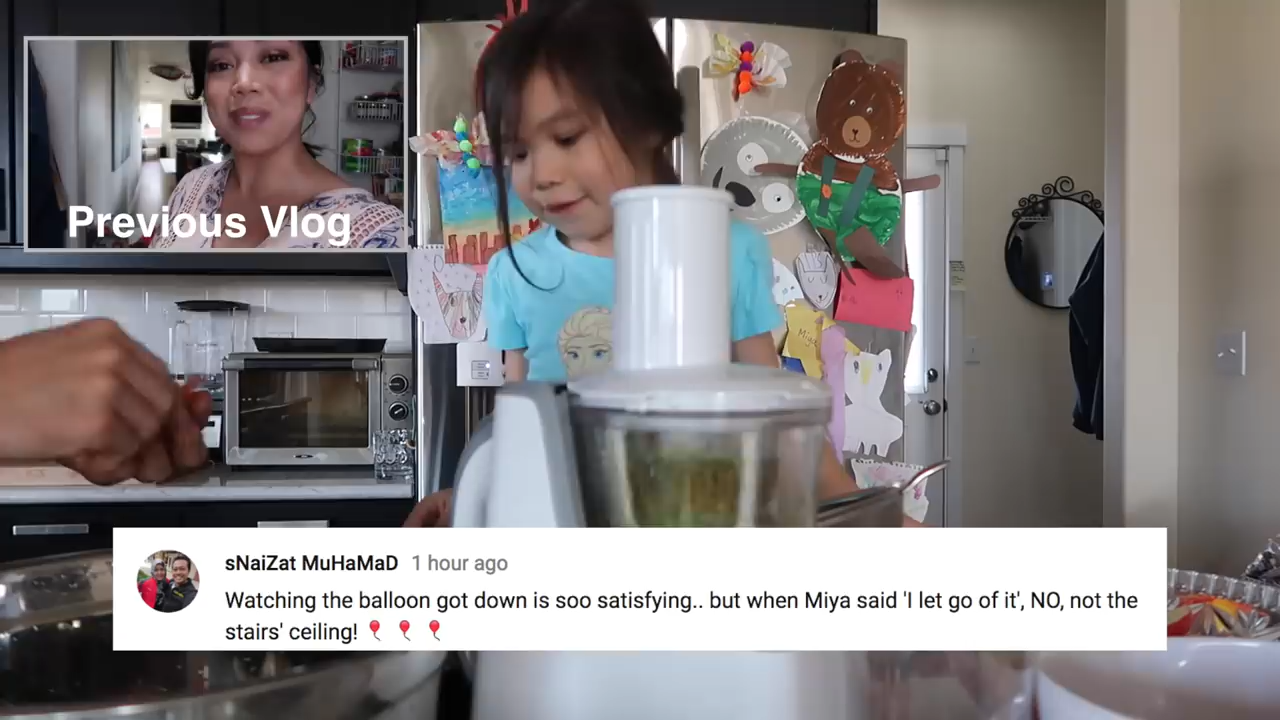 Previous Vlog
Miya
sNaiZat MuHaMaD 1 hour ago
Watching the balloon got down is soo satisfying.. but when Miya said 'I let go of it', NO, not the
stairs' ceiling! 🎈 🎈 🎈